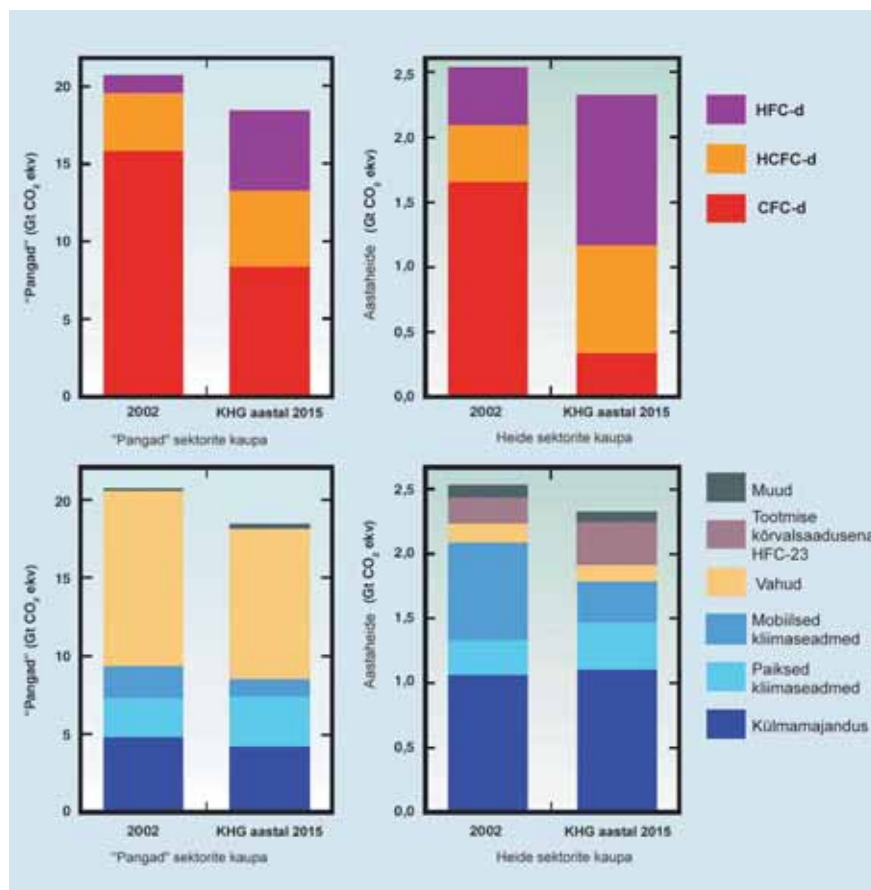 "Pangad" (Gt CO₂ ekv)
20
15
10
5
0
2002
KHG aastal 2015
"Pangad" sektorite kaupa
Aastaheide (Gt CO₂ ekv)
2,5
2,0
1,5
1,0
0,5
0,0
2002
KHG aastal 2015
Heide sektorite kaupa
HFC-d
HCFC-d
CFC-d
"Pangad" (Gt CO₂ ekv)
20
15
10
5
0
2002
KHG aastal 2015
"Pangad" sektorite kaupa
Aastaheide (Gt CO₂ ekv)
2,5
2,0
1,5
1,0
0,5
0,0
2002
KHG aastal 2015
Heide sektorite kaupa
Muud
Tootmise
kõrvalsaadusena
HFC-23
Vahud
Mobiilsed
kliimaseadmed
Paiksed
kliimaseadmed
Külmamajandus